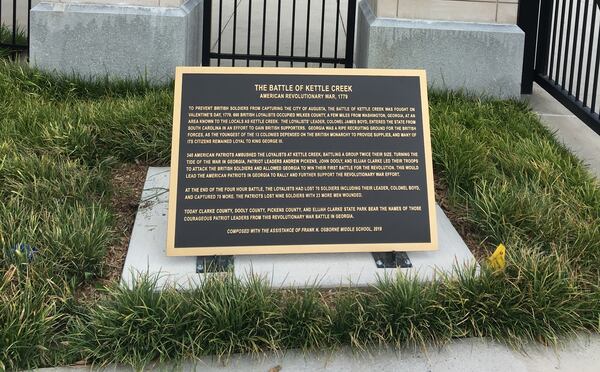 THE BATTLE OF KETTLE CREEK
AMERICAN REVOLUTIONARY WAR, 1779
TO PREVENT BRITISH SOLDIERS FROM CAPTURING THE CITY OF AUGUSTA, THE BATTLE OF KETTLE CREEK WAS FOUGHT ON
VALENTINE'S DAY, 1779. 600 BRITISH LOYALISTS OCCUPIED WILKES COUNTY, A FEW MILES FROM WASHINGTON, GEORGIA, AT AN
AREA KNOWN TO THE LOCALS AS KETTLE CREEK. THE LOYALISTS' LEADER, COLONEL JAMES BOYD, ENTERED THE STATE FROM
SOUTH CAROLINA IN AN EFFORT TO GAIN BRITISH SUPPORTERS. GEORGIA WAS A RIPE RECRUITING GROUND FOR THE BRITISH
FORCES, AS THE YOUNGEST OF THE 13 COLONIES DEPENDED ON THE BRITISH MONARCHY TO PROVIDE SUPPLIES, AND MANY OF
ITS CITIZENS REMAINED LOYAL TO KING GEORGE III.
340 AMERICAN PATRIOTS AMBUSHED THE LOYALISTS AT KETTLE CREEK, BATTLING A GROUP TWICE THEIR SIZE. TURNING THE
TIDE OF THE WAR IN GEORGIA, PATRIOT LEADERS ANDREW PICKENS, JOHN DOOLY, AND ELIJAH CLARKE LED THEIR TROOPS
TO ATTACK THE BRITISH SOLDIERS AND ALLOWED GEORGIA TO WIN THEIR FIRST BATTLE FOR THE REVOLUTION. THIS WOULD
LEAD THE AMERICAN PATRIOTS IN GEORGIA TO RALLY AND FURTHER SUPPORT THE REVOLUTIONARY WAR EFFORT.
AT THE END OF THE FOUR HOUR BATTLE, THE LOYALISTS HAD LOST 70 SOLDIERS INCLUDING THEIR LEADER, COLONEL BOYD,
AND CAPTURED 75 MORE. THE PATRIOTS LOST NINE SOLDIERS WITH 23 MORE MEN WOUNDED.
TODAY CLARKE COUNTY, DOOLY COUNTY, PICKENS COUNTY, AND ELIJAH CLARKE STATE PARK BEAR THE NAMES OF THOSE
COURAGEOUS PATRIOT LEADERS FROM THIS REVOLUTIONARY WAR BATTLE IN GEORGIA.
COMPOSED WITH THE ASSISTANCE OF FRANK N. OSBORNE MIDDLE SCHOOL, 2019